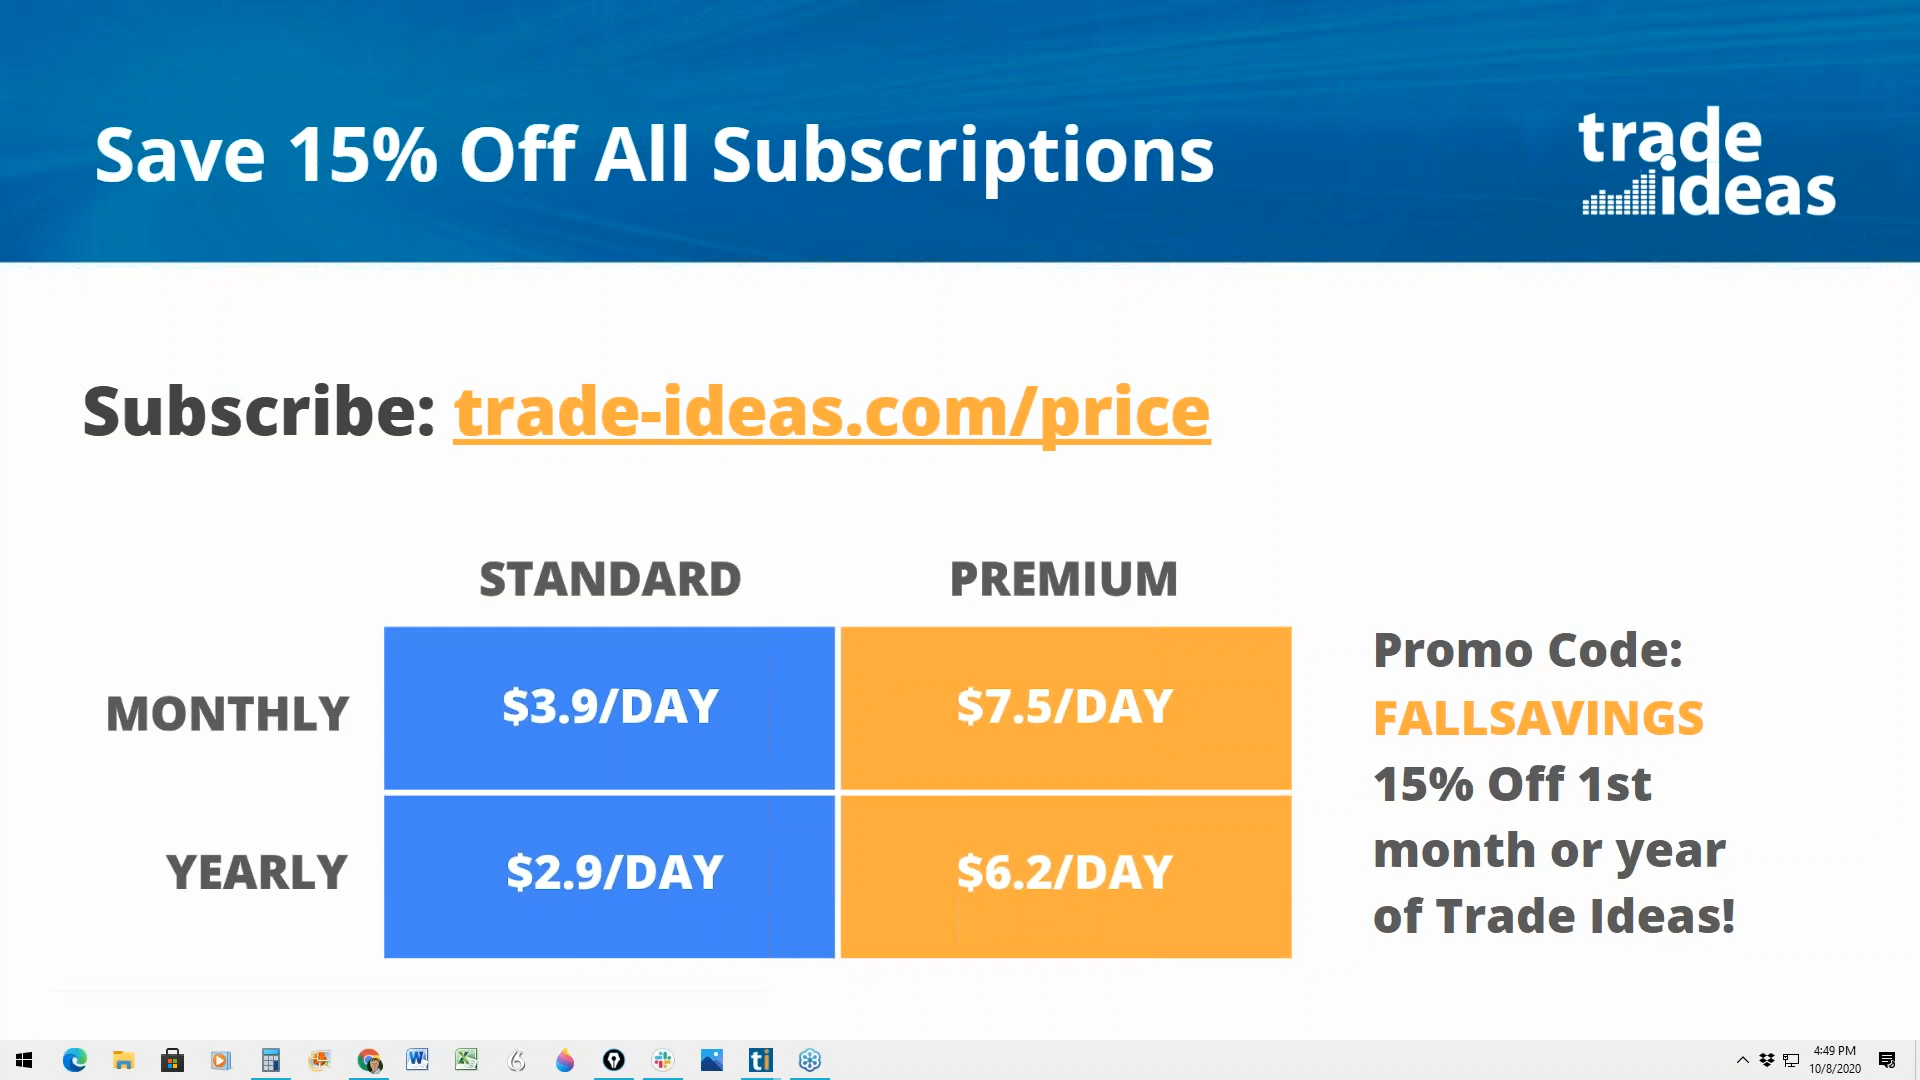 Save 15% Off All Subscriptions
trade
ideas
Subscribe: trade-ideas.com/price
STANDARD PREMIUM
MONTHLY $3.9/DAY $7.5/DAY
YEARLY $2.9/DAY $6.2/DAY
Promo Code:
FALLSAVINGS
15% Off 1st
month or year
of Trade Ideas!
ti
4:49 PM
10/8/2020